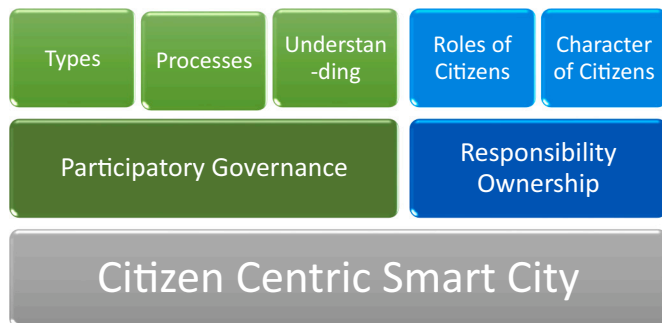 Types
Processes
Understan
-ding
Roles of
Citizens
Character
of Citizens
Participatory Governance
Responsibility
Ownership
Citizen Centric Smart City